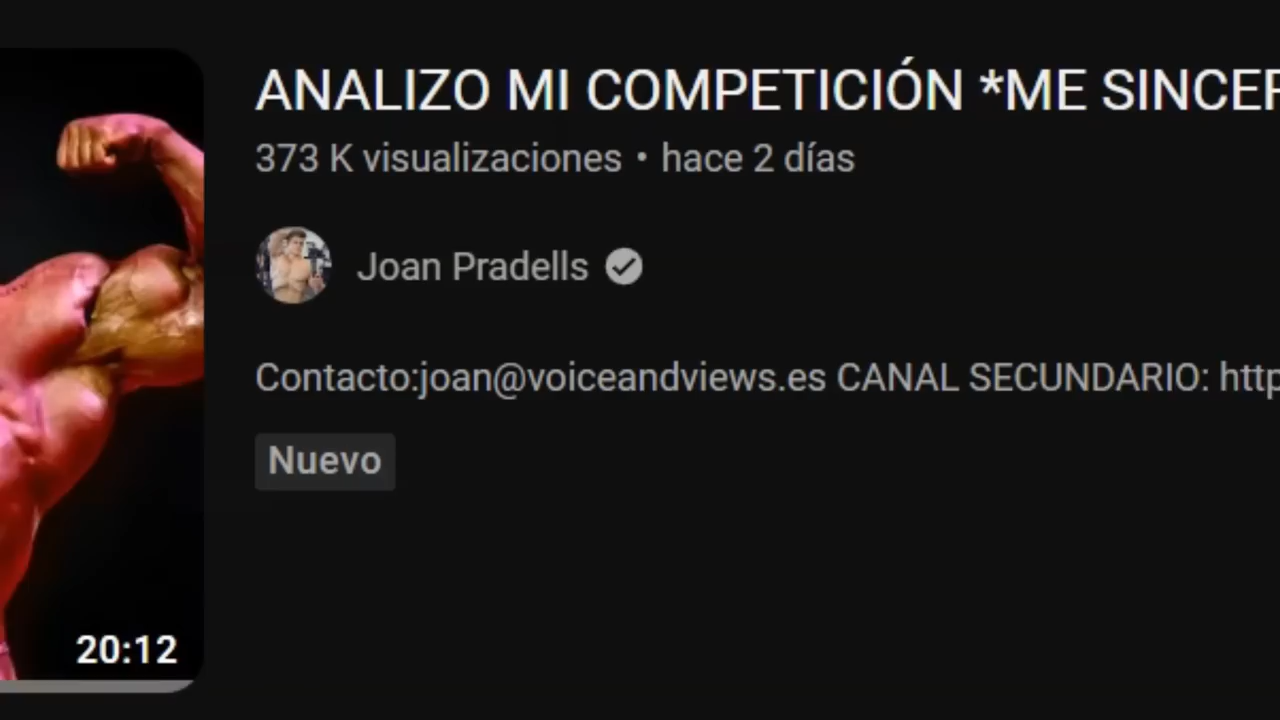 ANALIZO MI COMPETICIÓN *ME SINCER
373 K visualizaciones • hace 2 días
Joan Pradells
Contacto:joan@voiceandviews.es CANAL SECUNDARIO: http
Nuevo
20:12